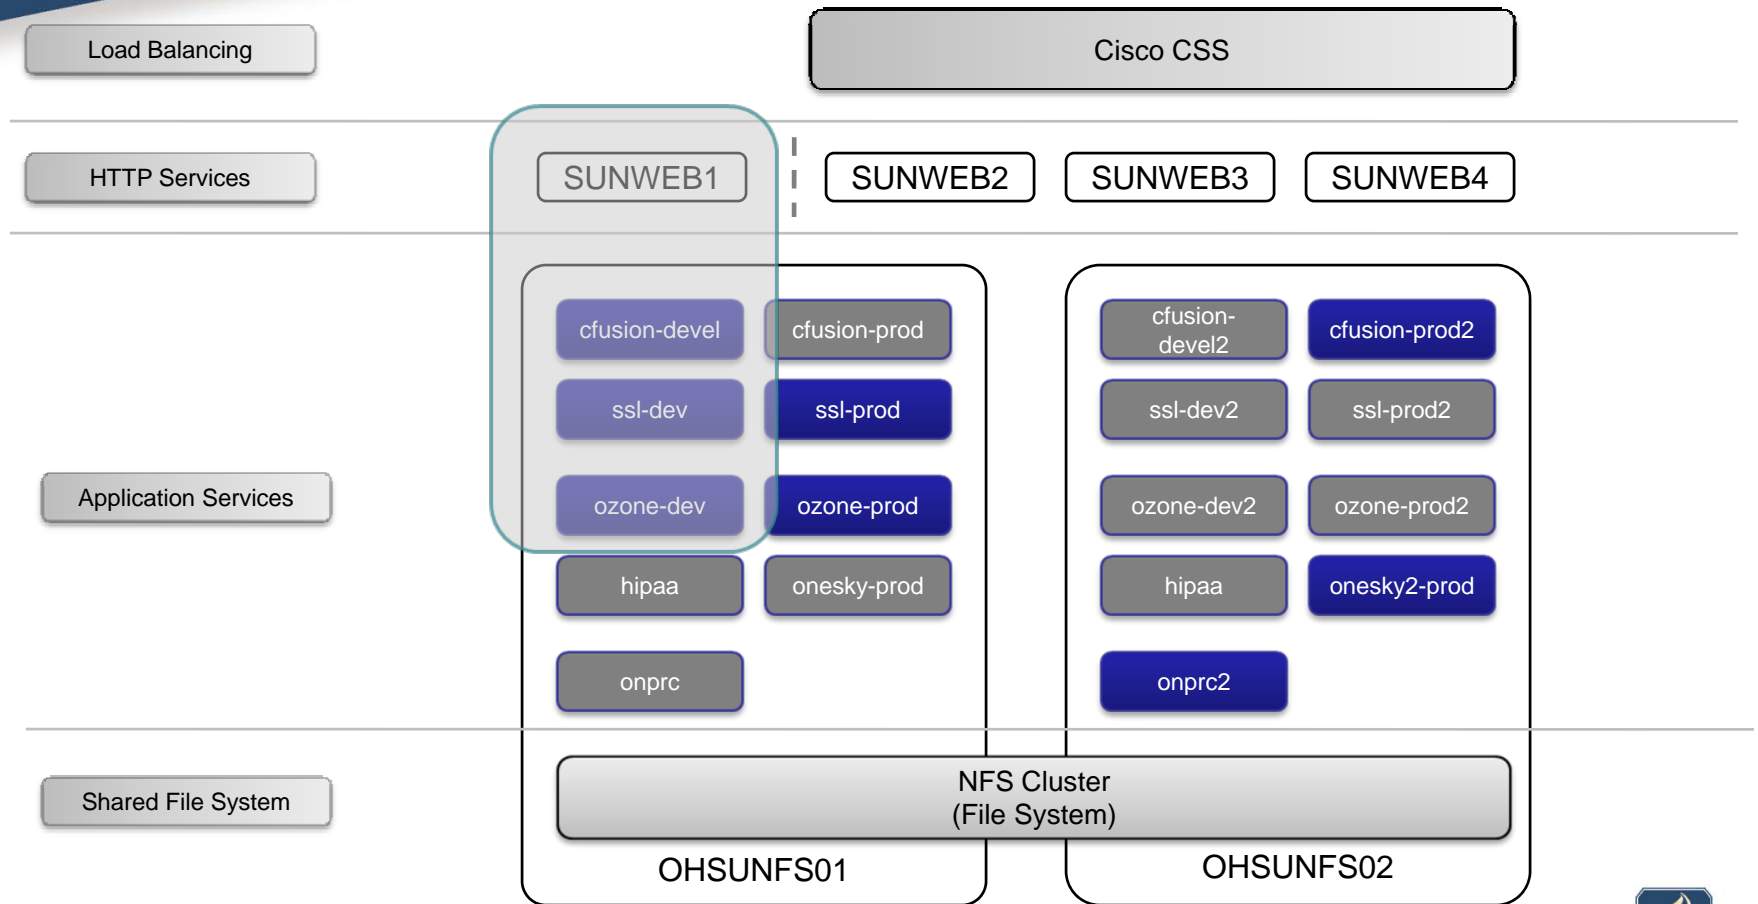 Load Balancing
Cisco CSS
HTTP Services
SUNWEB1
SUNWEB2
SUNWEB3
SUNWEB4
Application Services
cfusion-devel
cfusion-prod
ssl-dev
ssl-prod
ozone-dev
ozone-prod
hipaa
onesky-prod
onprc
cfusion-
devel2
cfusion-prod2
ssl-dev2
ssl-prod2
ozone-dev2
ozone-prod2
hipaa
onesky2-prod
onprc2
Shared File System
NFS Cluster
(File System)
OHSUNFS01
OHSUNFS02